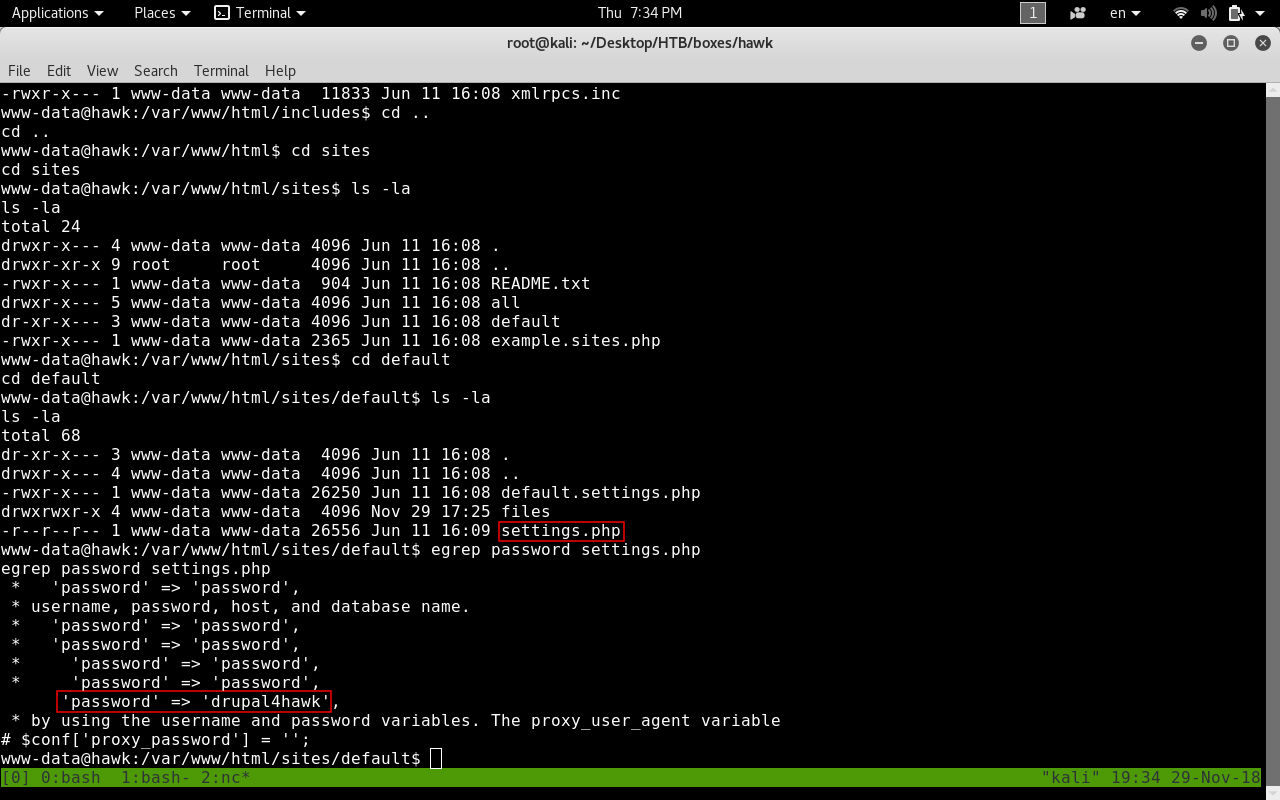 Applications Places Terminal Thu 7:34 PM 1 en
root@kali: ~/Desktop/HTB/boxes/hawk
File Edit View Search Terminal Help
-rwxr-x--- 1 www-data www-data  11833 Jun 11 16:08 xmlrpcs.inc
www-data@hawk:/var/www/html/includes$ cd ..
cd ..
www-data@hawk:/var/www/html$ cd sites
cd sites
www-data@hawk:/var/www/html/sites$ ls -la
ls -la
total 24
drwxr-x--- 4 www-data www-data 4096 Jun 11 16:08 .
drwxr-xr-x 9 root     root     4096 Jun 11 16:08 ..
-rwxr-x--- 1 www-data www-data  904 Jun 11 16:08 README.txt
drwxr-x--- 5 www-data www-data 4096 Jun 11 16:08 all
dr-xr-x--- 3 www-data www-data 4096 Jun 11 16:08 default
-rwxr-x--- 1 www-data www-data 2365 Jun 11 16:08 example.sites.php
www-data@hawk:/var/www/html/sites$ cd default
cd default
www-data@hawk:/var/www/html/sites/default$ ls -la
ls -la
total 68
dr-xr-x--- 3 www-data www-data  4096 Jun 11 16:08 .
drwxr-x--- 4 www-data www-data  4096 Jun 11 16:08 ..
-rwxr-x--- 1 www-data www-data 26250 Jun 11 16:08 default.settings.php
drwxrwxr-x 4 www-data www-data  4096 Nov 29 17:25 files
-r--r--r-- 1 www-data www-data 26556 Jun 11 16:09 settings.php
www-data@hawk:/var/www/html/sites/default$ egrep password settings.php
egrep password settings.php
 *   'password' => 'password',
 * username, password, host, and database name.
 *   'password' => 'password',
 *   'password' => 'password',
 *     'password' => 'password',
 *     'password' => 'password',
      'password' => 'drupal4hawk',
 * by using the username and password variables. The proxy_user_agent variable
# $conf['proxy_password'] = '';
www-data@hawk:/var/www/html/sites/default$
[0] 0:bash  1:bash- 2:nc* "kali" 19:34 29-Nov-18